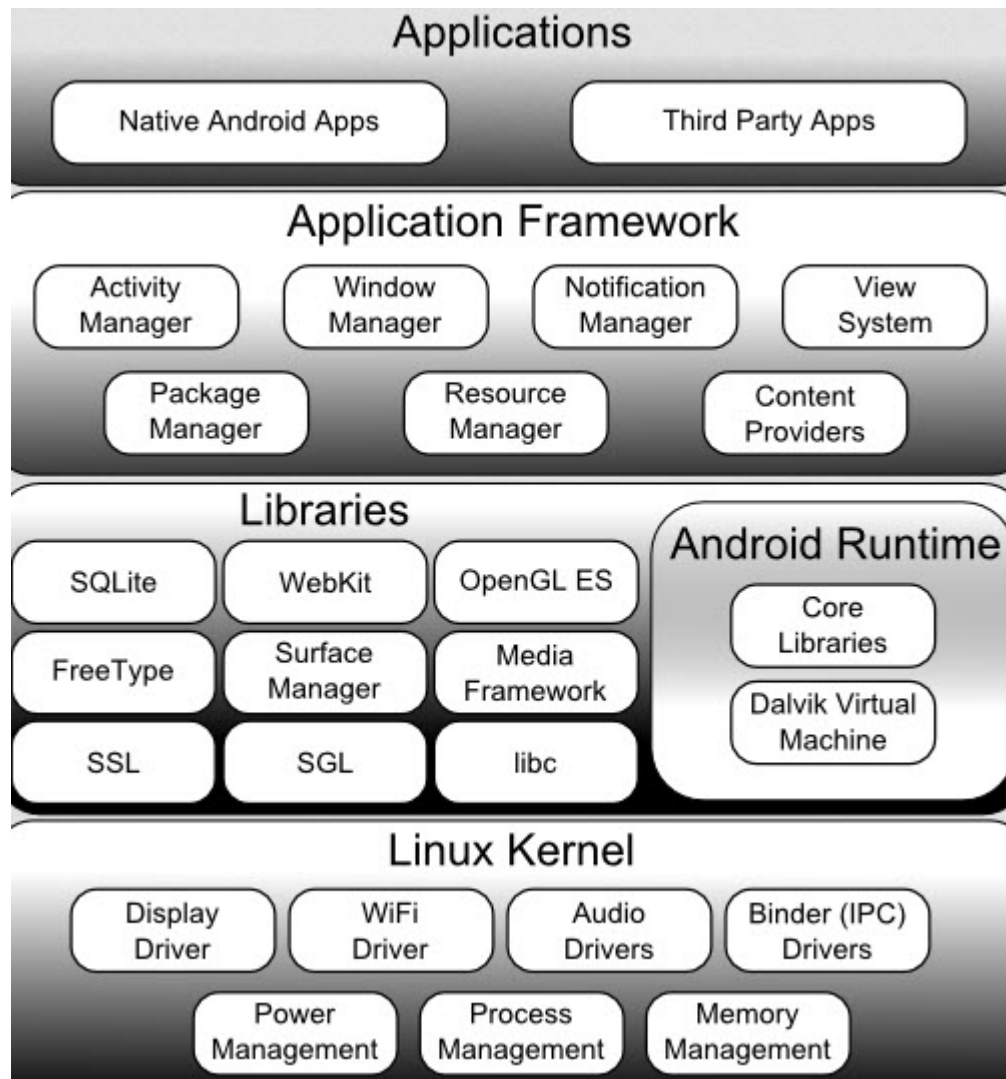 Applications
Native Android Apps
Third Party Apps
Application Framework
Activity
Manager
Window
Manager
Notification
Manager
View
System
Package
Manager
Resource
Manager
Content
Providers
Libraries
SQLite
WebKit
OpenGL ES
FreeType
Surface
Manager
Media
Framework
SSL
SGL
libc
Android Runtime
Core
Libraries
Dalvik Virtual
Machine
Linux Kernel
Display
Driver
WiFi
Driver
Audio
Drivers
Binder (IPC)
Drivers
Power
Management
Process
Management
Memory
Management